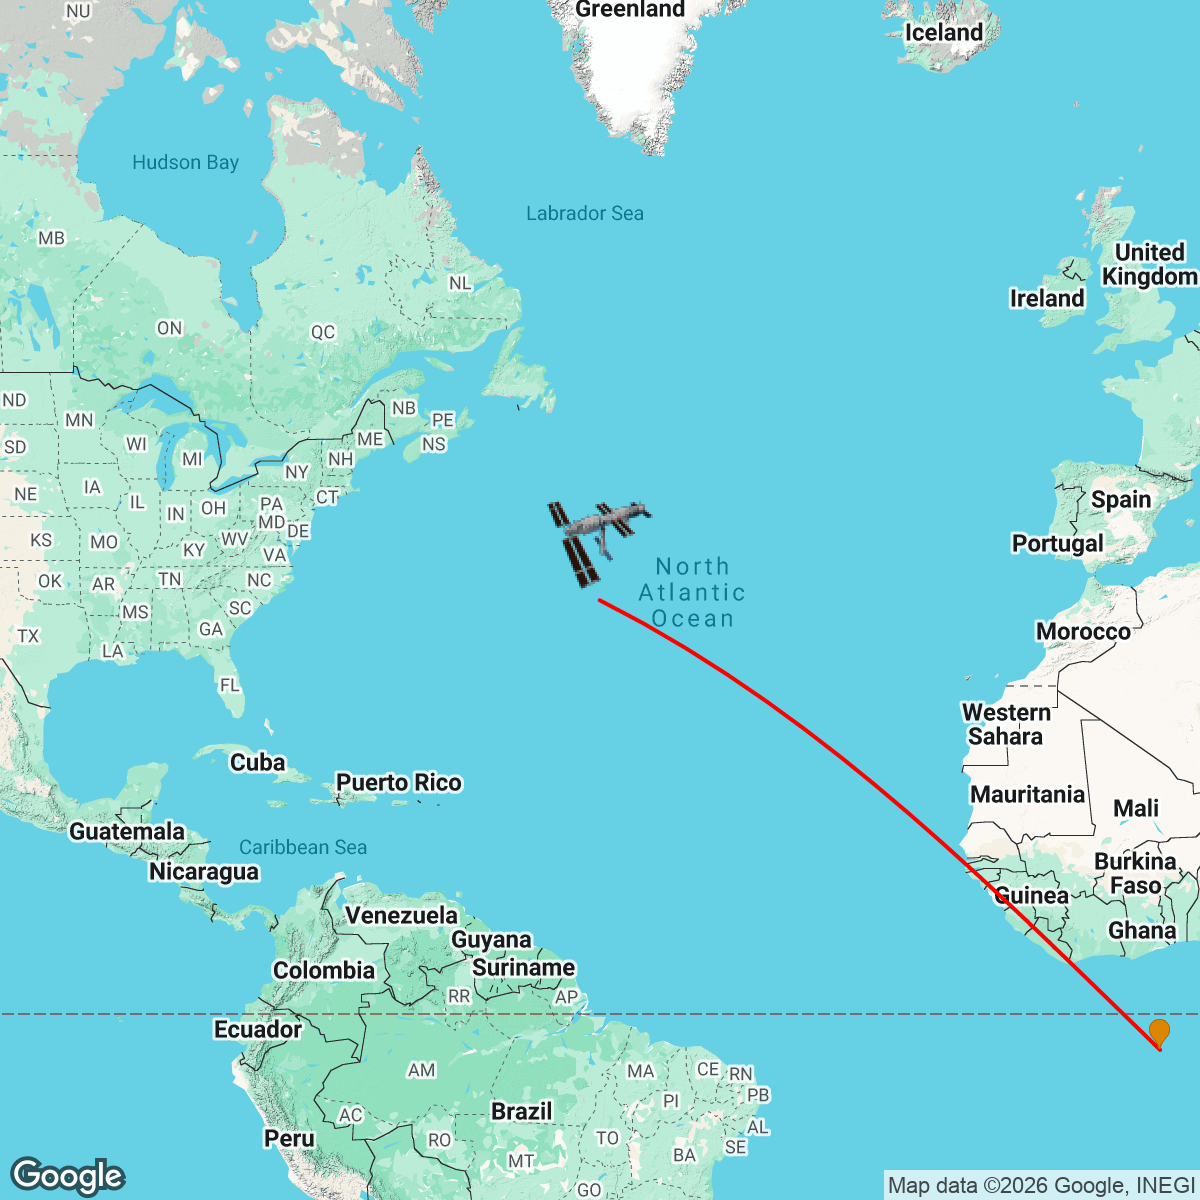 NU
Greenland
Iceland
Hudson Bay
Labrador Sea
MB
United
Kingdom
Ireland
NL
ON
QC
ND
MN
NB
PE
NS
ME
SD
WI
MI
NH
NY
NE
IA
IL
IN
OH
PA
CT
MD
DE
Spain
KS
MO
KY
WV
VA
Portugal
North
Atlantic
Ocean
OK
AR
TN
NC
MS
SC
GA
TX
LA
Morocco
FL
Western
Sahara
Cuba
Puerto Rico
Mauritania
Mali
Guatemala
Caribbean Sea
Nicaragua
Burkina
Faso
Guinea
Venezuela
Guyana
Ghana
Colombia
Suriname
RR
AP
Ecuador
AM
MA
CE
RN
PB
PI
AC
Brazil
AL
Peru
RO
TO
SE
MT
BA
GO
Google
Map data ©2026 Google, INEGI